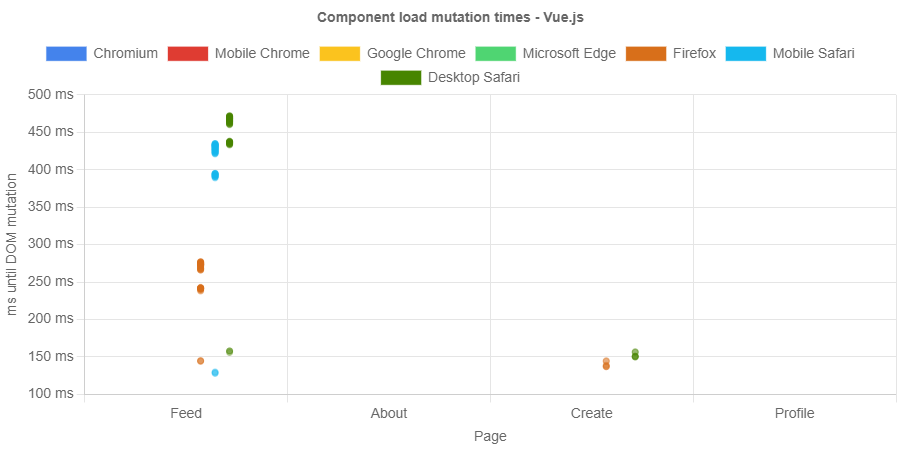 Component load mutation times - Vue.js
Chromium Mobile Chrome Google Chrome Microsoft Edge Firefox Mobile Safari
Desktop Safari
500 ms
450 ms
400 ms
350 ms
300 ms
250 ms
200 ms
150 ms
100 ms
ms until DOM mutation
Feed About Create Profile
Page